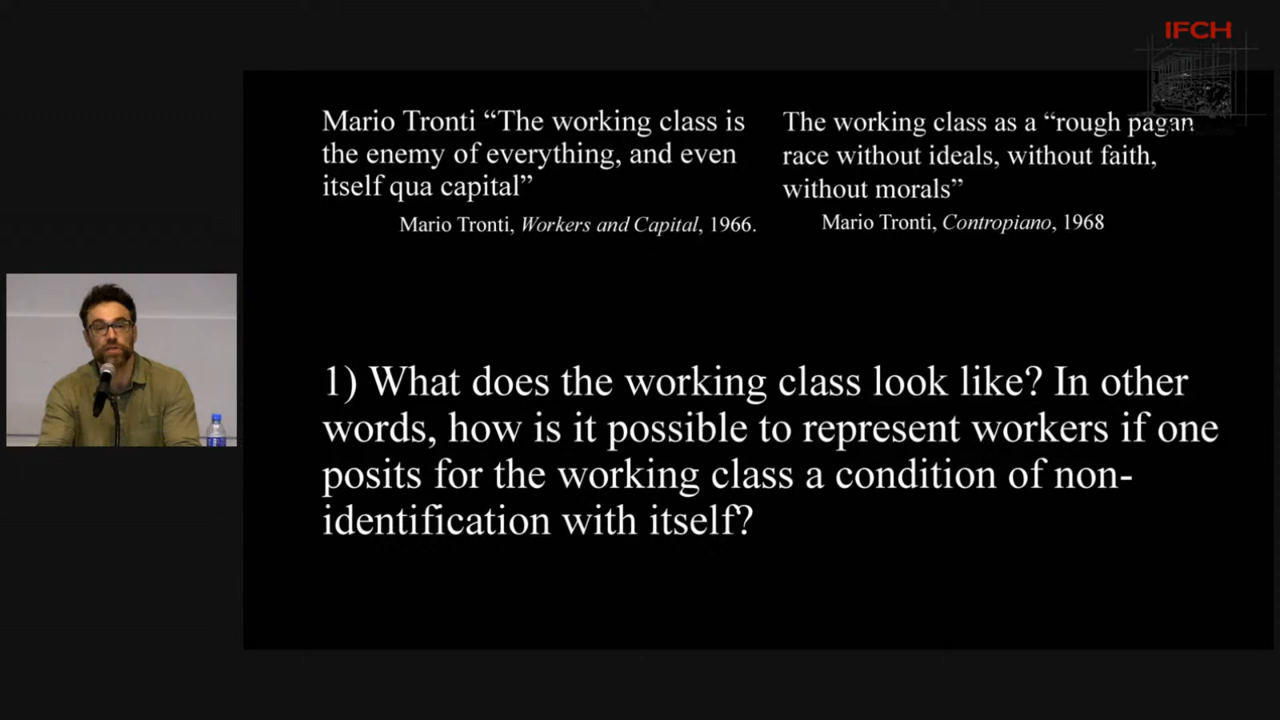 IFCH
Mario Tronti “The working class is
the enemy of everything, and even
itself qua capital”
Mario Tronti, Workers and Capital, 1966.
The working class as a “rough pagan
race without ideals, without faith,
without morals”
Mario Tronti, Contropiano, 1968
1) What does the working class look like? In other
words, how is it possible to represent workers if one
posits for the working class a condition of non-
identification with itself?